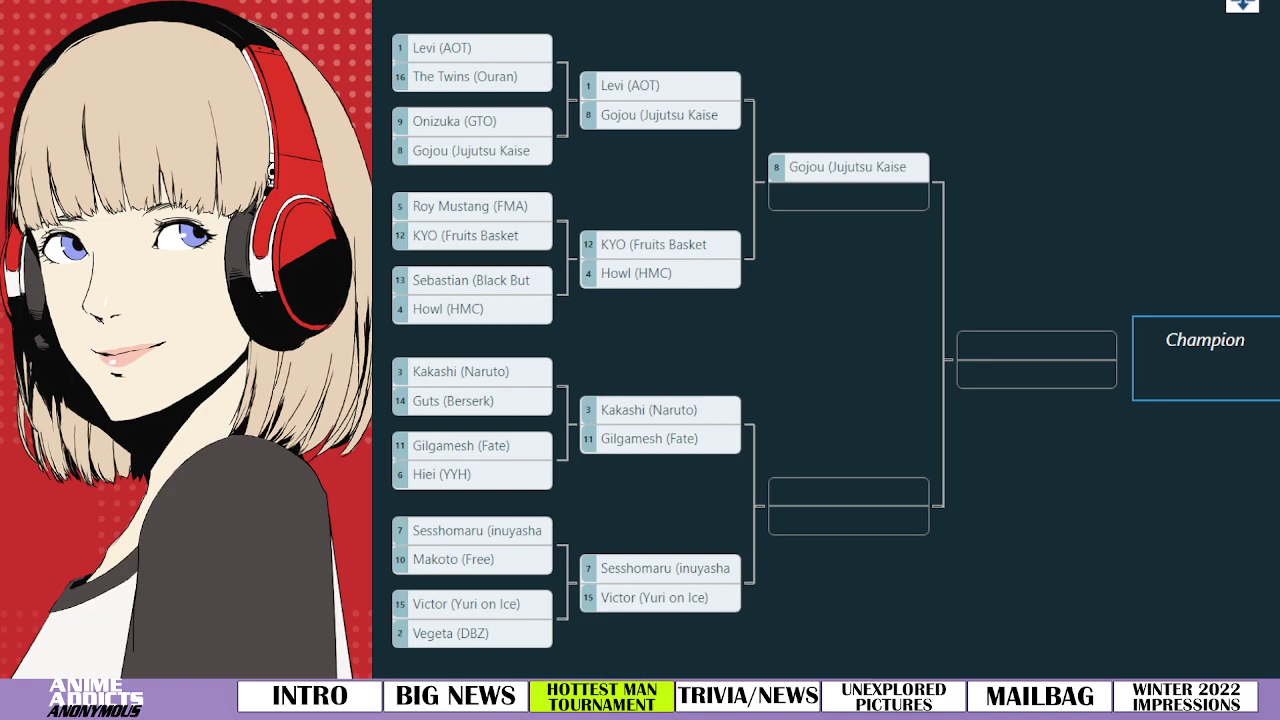 1 Levi (AOT)
16 The Twins (Ouran)
9 Onizuka (GTO)
8 Gojou (Jujutsu Kaise
5 Roy Mustang (FMA)
12 KYO (Fruits Basket
13 Sebastian (Black But
4 Howl (HMC)
3 Kakashi (Naruto)
14 Guts (Berserk)
11 Gilgamesh (Fate)
6 Hiei (YYH)
7 Sesshomaru (inuyasha
10 Makoto (Free)
15 Victor (Yuri on Ice)
2 Vegeta (DBZ)
1 Levi (AOT)
8 Gojou (Jujutsu Kaise
12 KYO (Fruits Basket
4 Howl (HMC)
3 Kakashi (Naruto)
11 Gilgamesh (Fate)
7 Sesshomaru (inuyasha
15 Victor (Yuri on Ice)
8 Gojou (Jujutsu Kaise
Champion
ANIME
ADDICTS
ANONYMOUS
INTRO
BIG NEWS
HOTTEST MAN
TOURNAMENT
TRIVIA/NEWS
UNEXPLORED
PICTURES
MAILBAG
WINTER 2022
IMPRESSIONS